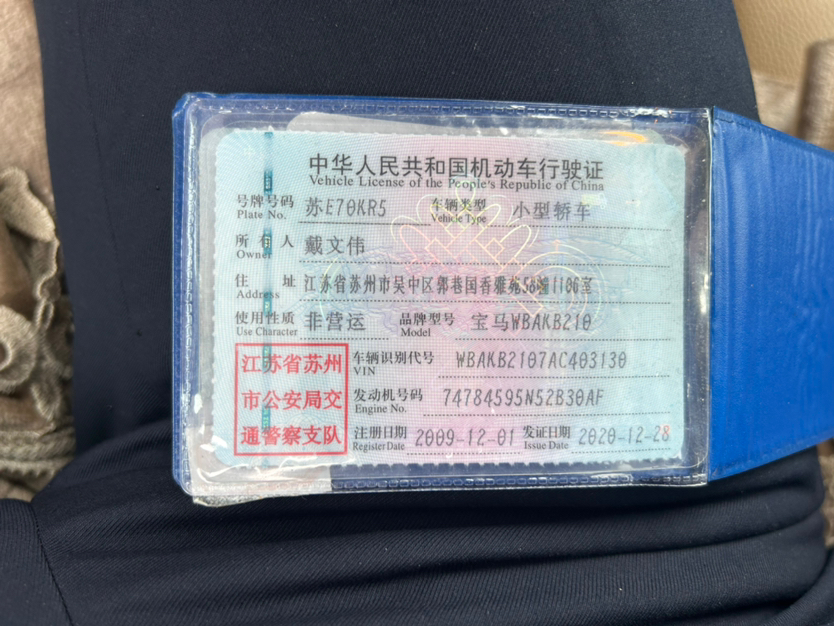 中华人民共和国机动车行驶证
Vehicle License of the People's Republic of China
号牌号码 苏E70KR5 车辆类型 小型轿车
Plate No. Vehicle Type
所有人 戴文伟
Owner
住址 江苏省苏州市吴中区郭巷国香雅苑56幢1106室
Address
使用性质 非营运 品牌型号 宝马WBAKB210
Use Character Model
江苏省苏州
市公安局交
通警察支队
车辆识别代号 WBAKB2107AC403130
VIN
发动机号码 74784595N52B30AF
Engine No.
注册日期 2009-12-01 发证日期 2020-12-28
Register Date Issue Date